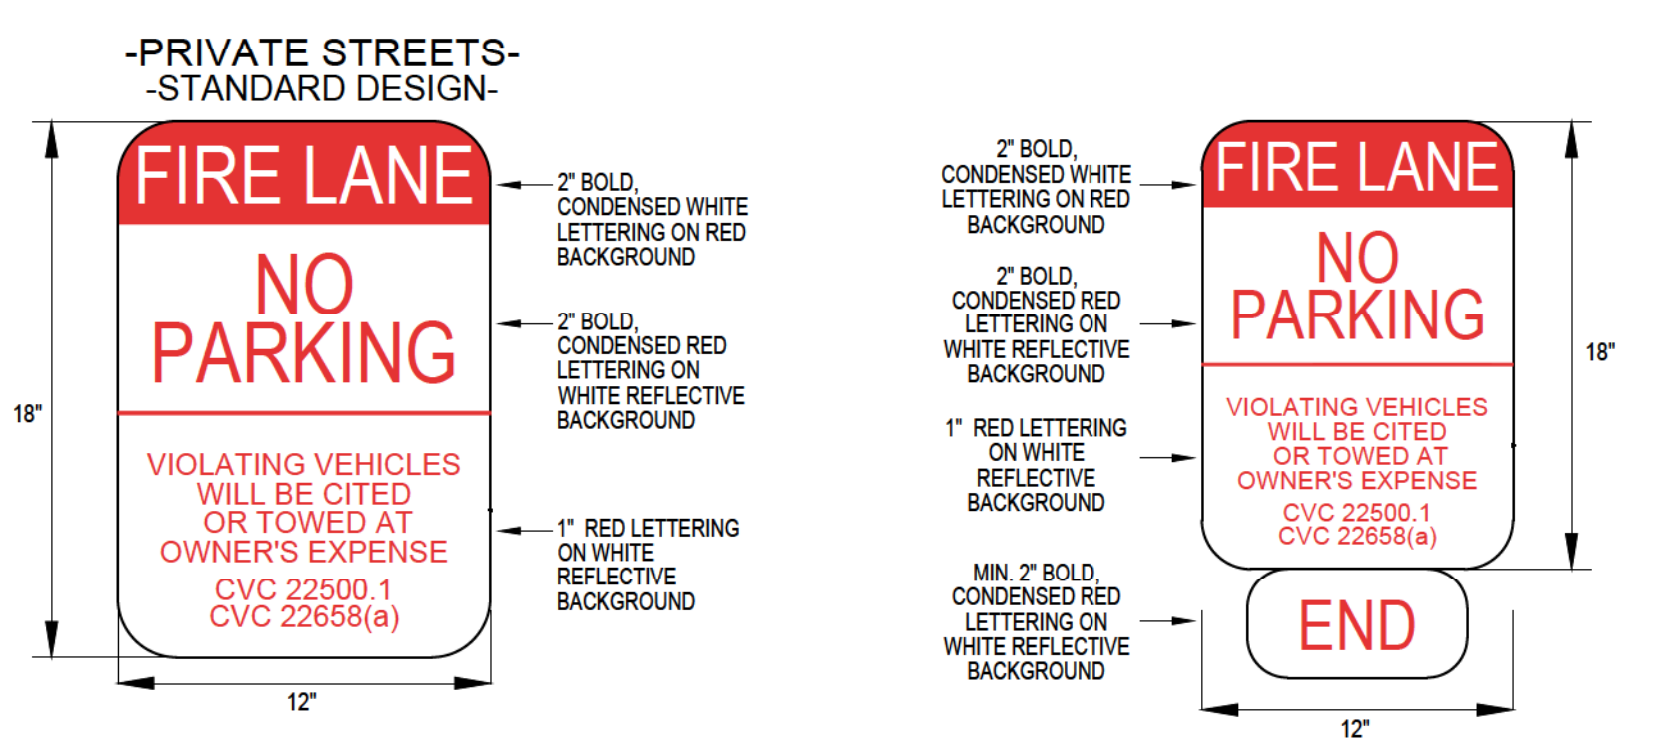 -PRIVATE STREETS-
-STANDARD DESIGN-
FIRE LANE
NO
PARKING
VIOLATING VEHICLES
WILL BE CITED
OR TOWED AT
OWNER'S EXPENSE
CVC 22500.1
CVC 22658(a)
18"
12"
2" BOLD,
CONDENSED WHITE
LETTERING ON RED
BACKGROUND
2" BOLD,
CONDENSED RED
LETTERING ON
WHITE REFLECTIVE
BACKGROUND
1" RED LETTERING
ON WHITE
REFLECTIVE
BACKGROUND
2" BOLD,
CONDENSED WHITE
LETTERING ON RED
BACKGROUND
2" BOLD,
CONDENSED RED
LETTERING ON
WHITE REFLECTIVE
BACKGROUND
1" RED LETTERING
ON WHITE
REFLECTIVE
BACKGROUND
MIN. 2" BOLD,
CONDENSED RED
LETTERING ON
WHITE REFLECTIVE
BACKGROUND
FIRE LANE
NO
PARKING
VIOLATING VEHICLES
WILL BE CITED
OR TOWED AT
OWNER'S EXPENSE
CVC 22500.1
CVC 22658(a)
END
18"
12"